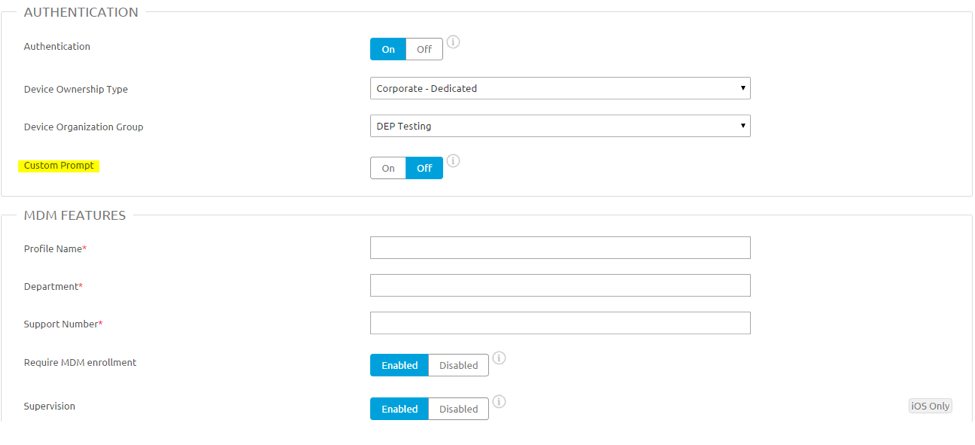 AUTHENTICATION
Authentication On Off
Device Ownership Type Corporate - Dedicated
Device Organization Group DEP Testing
Custom Prompt On Off
MDM FEATURES
Profile Name*
Department*
Support Number*
Require MDM enrollment Enabled Disabled
Supervision Enabled Disabled iOS Only